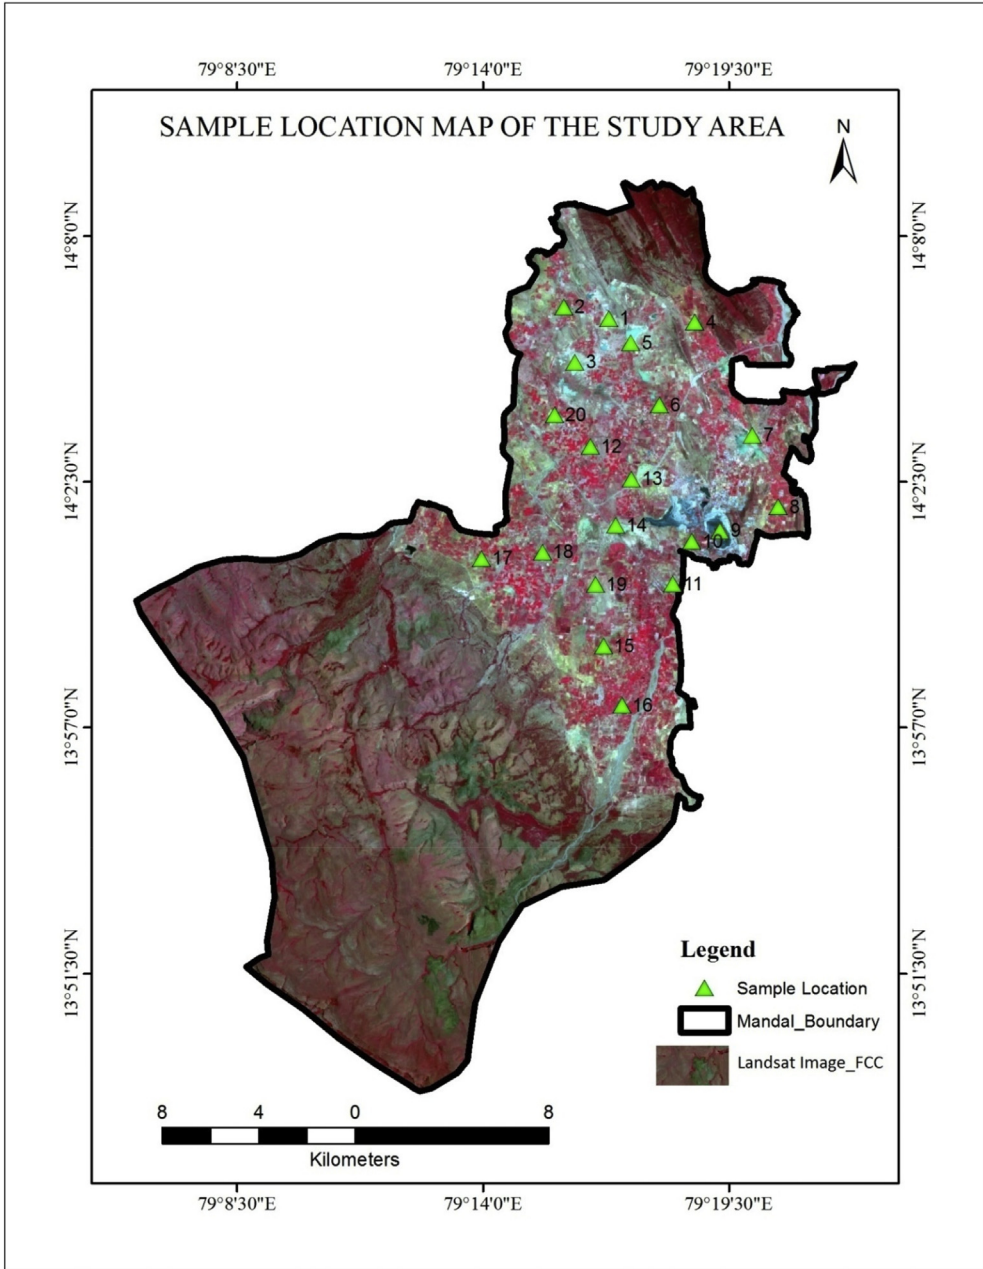 79°8'30"E 79°14'0"E 79°19'30"E
SAMPLE LOCATION MAP OF THE STUDY AREA
N
14°8'0"N 14°8'0"N
2
1
4
5
3
6
20
7
12
14°2'30"N 14°2'30"N
13
8
14
9
10
18
17
19
11
15
16
13°57'0"N 13°57'0"N
Legend
13°51'30"N 13°51'30"N
Sample Location
Mandal_Boundary
Landsat Image_FCC
8 4 0 8
Kilometers
79°8'30"E 79°14'0"E 79°19'30"E